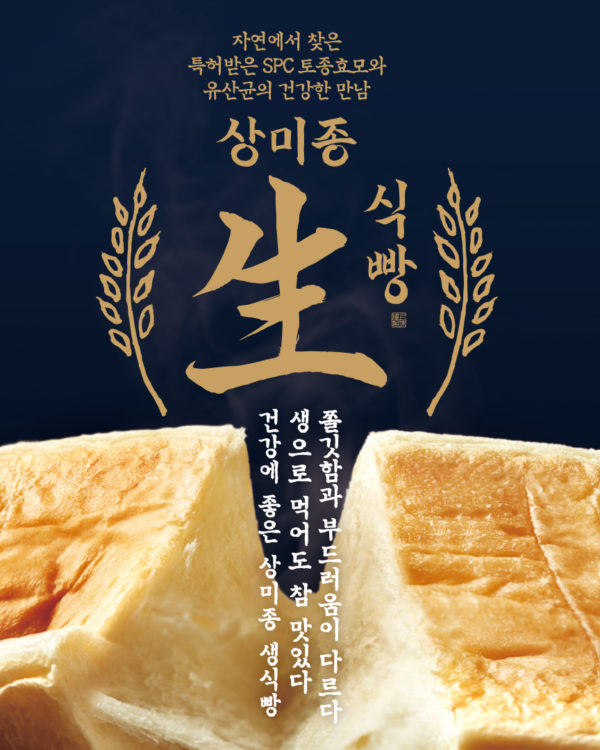 자연에서 찾은
특허받은 SPC 토종효모와
유산균의 건강한 만남
상미종
生
식빵
쫄깃함과 부드러움이 다르다
생으로 먹어도 참 맛있다
건강에 좋은 상미종 생식빵